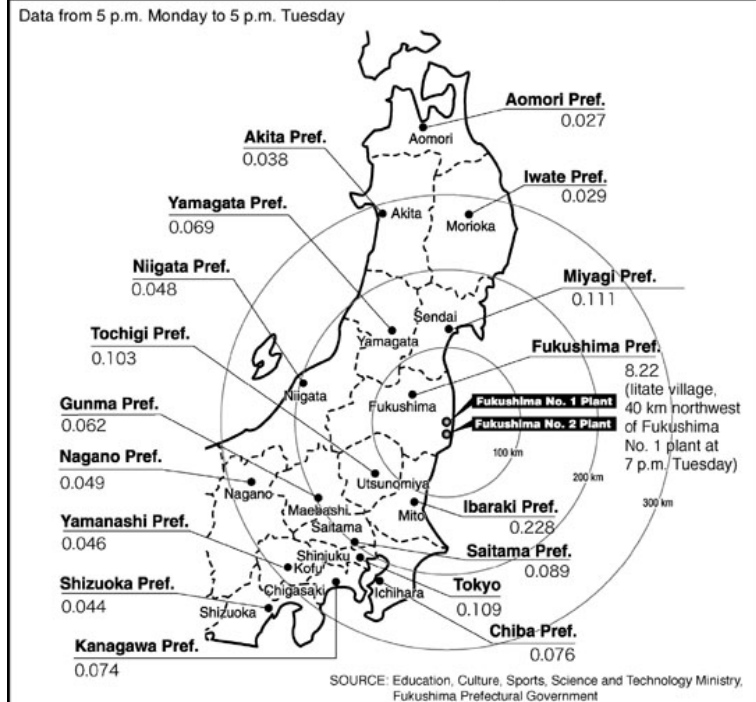 Data from 5 p.m. Monday to 5 p.m. Tuesday
Aomori Pref.
0.027
Aomori
Akita Pref.
0.038
Iwate Pref.
0.029
Akita
Morioka
Yamagata Pref.
0.069
Niigata Pref.
0.048
Miyagi Pref.
0.111
Sendai
Yamagata
Tochigi Pref.
0.103
Fukushima Pref.
8.22
(Iitate village,
40 km northwest
of Fukushima
No. 1 plant at
7 p.m. Tuesday)
Niigata
Fukushima
Fukushima No. 1 Plant
Fukushima No. 2 Plant
Gunma Pref.
0.062
100 km
200 km
300 km
Nagano Pref.
0.049
Nagano
Utsunomiya
Maebashi
Mito
Ibaraki Pref.
0.228
Yamanashi Pref.
0.046
Saitama
Saitama Pref.
0.089
Shinjuku
Kofu
Shizuoka Pref.
0.044
Chigasaki
Ichihara
Tokyo
0.109
Shizuoka
Chiba Pref.
0.076
Kanagawa Pref.
0.074
SOURCE: Education, Culture, Sports, Science and Technology Ministry,
Fukushima Prefectural Government